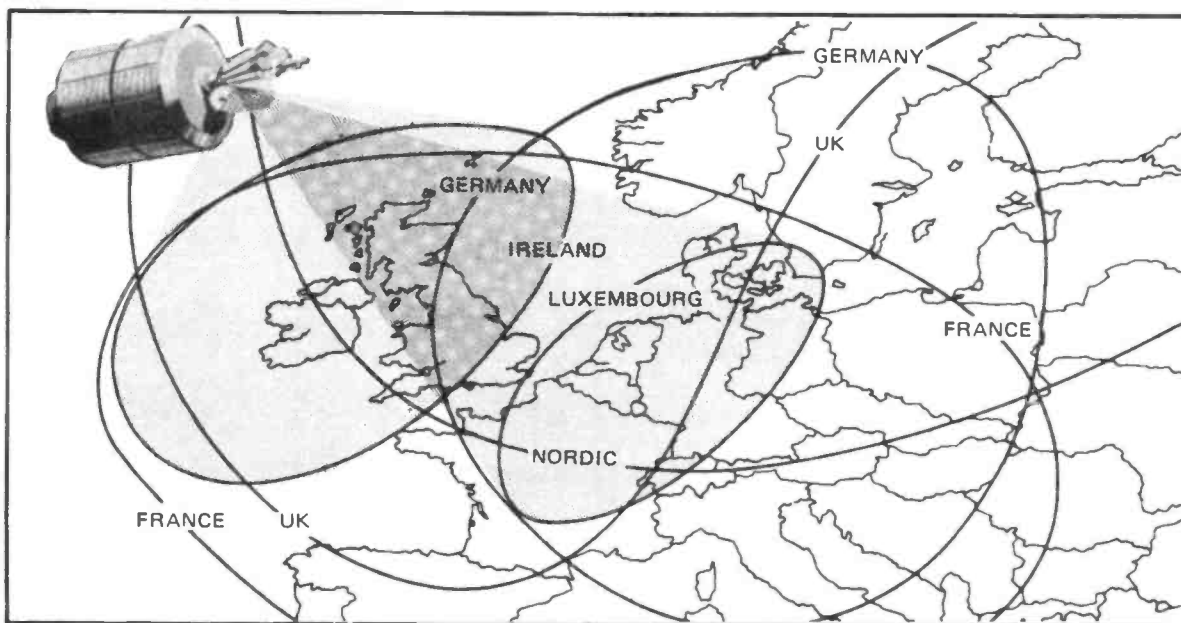 GERMANY
UK
GERMANY
IRELAND
LUXEMBOURG
FRANCE
NORDIC
FRANCE
UK